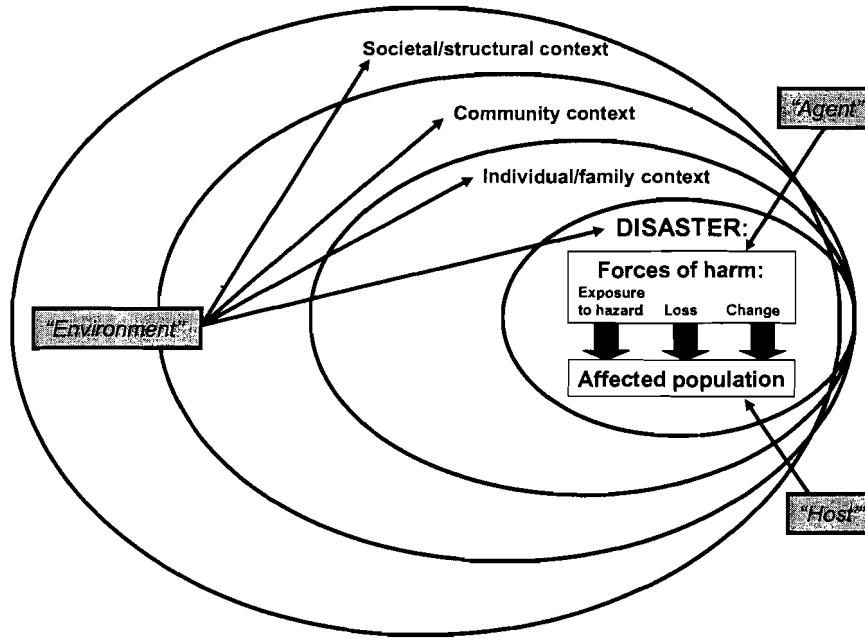 Societal/structural context
"Agent"
Community context
Individual/family context
DISASTER:
Forces of harm:
Exposure
to hazard Loss Change
"Environment"
Affected population
"Host"